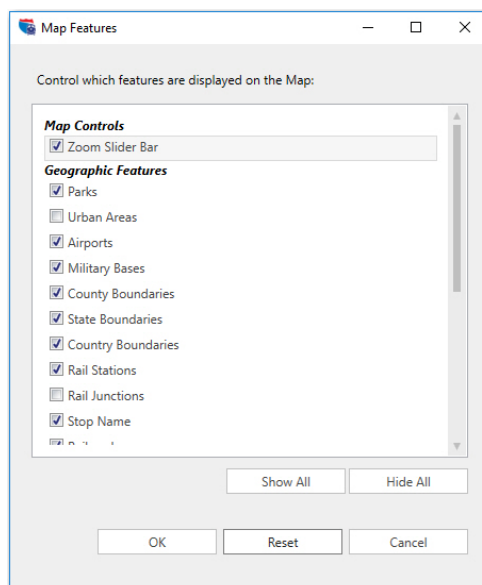 Map Features
Control which features are displayed on the Map:
Map Controls
Zoom Slider Bar
Geographic Features
Parks
Urban Areas
Airports
Military Bases
County Boundaries
State Boundaries
Country Boundaries
Rail Stations
Rail Junctions
Stop Name
Show All Hide All
OK Reset Cancel